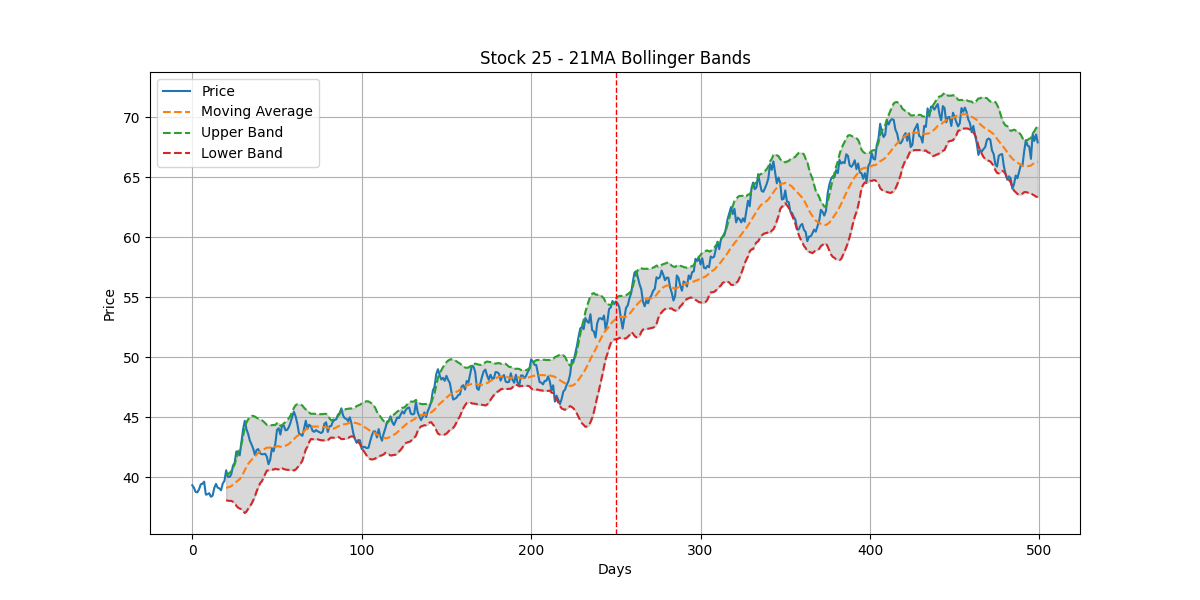 Stock 25 - 21MA Bollinger Bands
Price
Moving Average
Upper Band
Lower Band
Price
70
65
60
55
50
45
40
0 100 200 300 400 500
Days